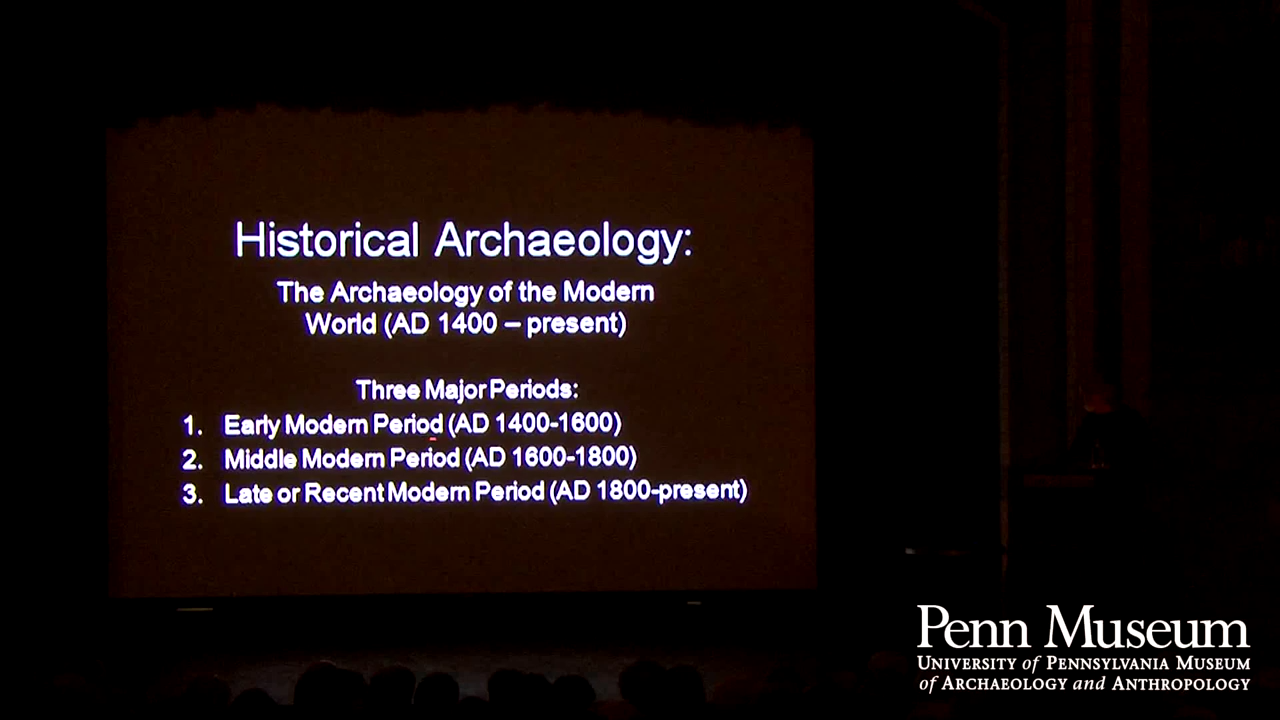 Historical Archaeology:
The Archaeology of the Modern
World (AD 1400 – present)
Three Major Periods:
1. Early Modern Period (AD 1400-1600)
2. Middle Modern Period (AD 1600-1800)
3. Late or Recent Modern Period (AD 1800-present)
Penn Museum
University of Pennsylvania Museum
of Archaeology and Anthropology